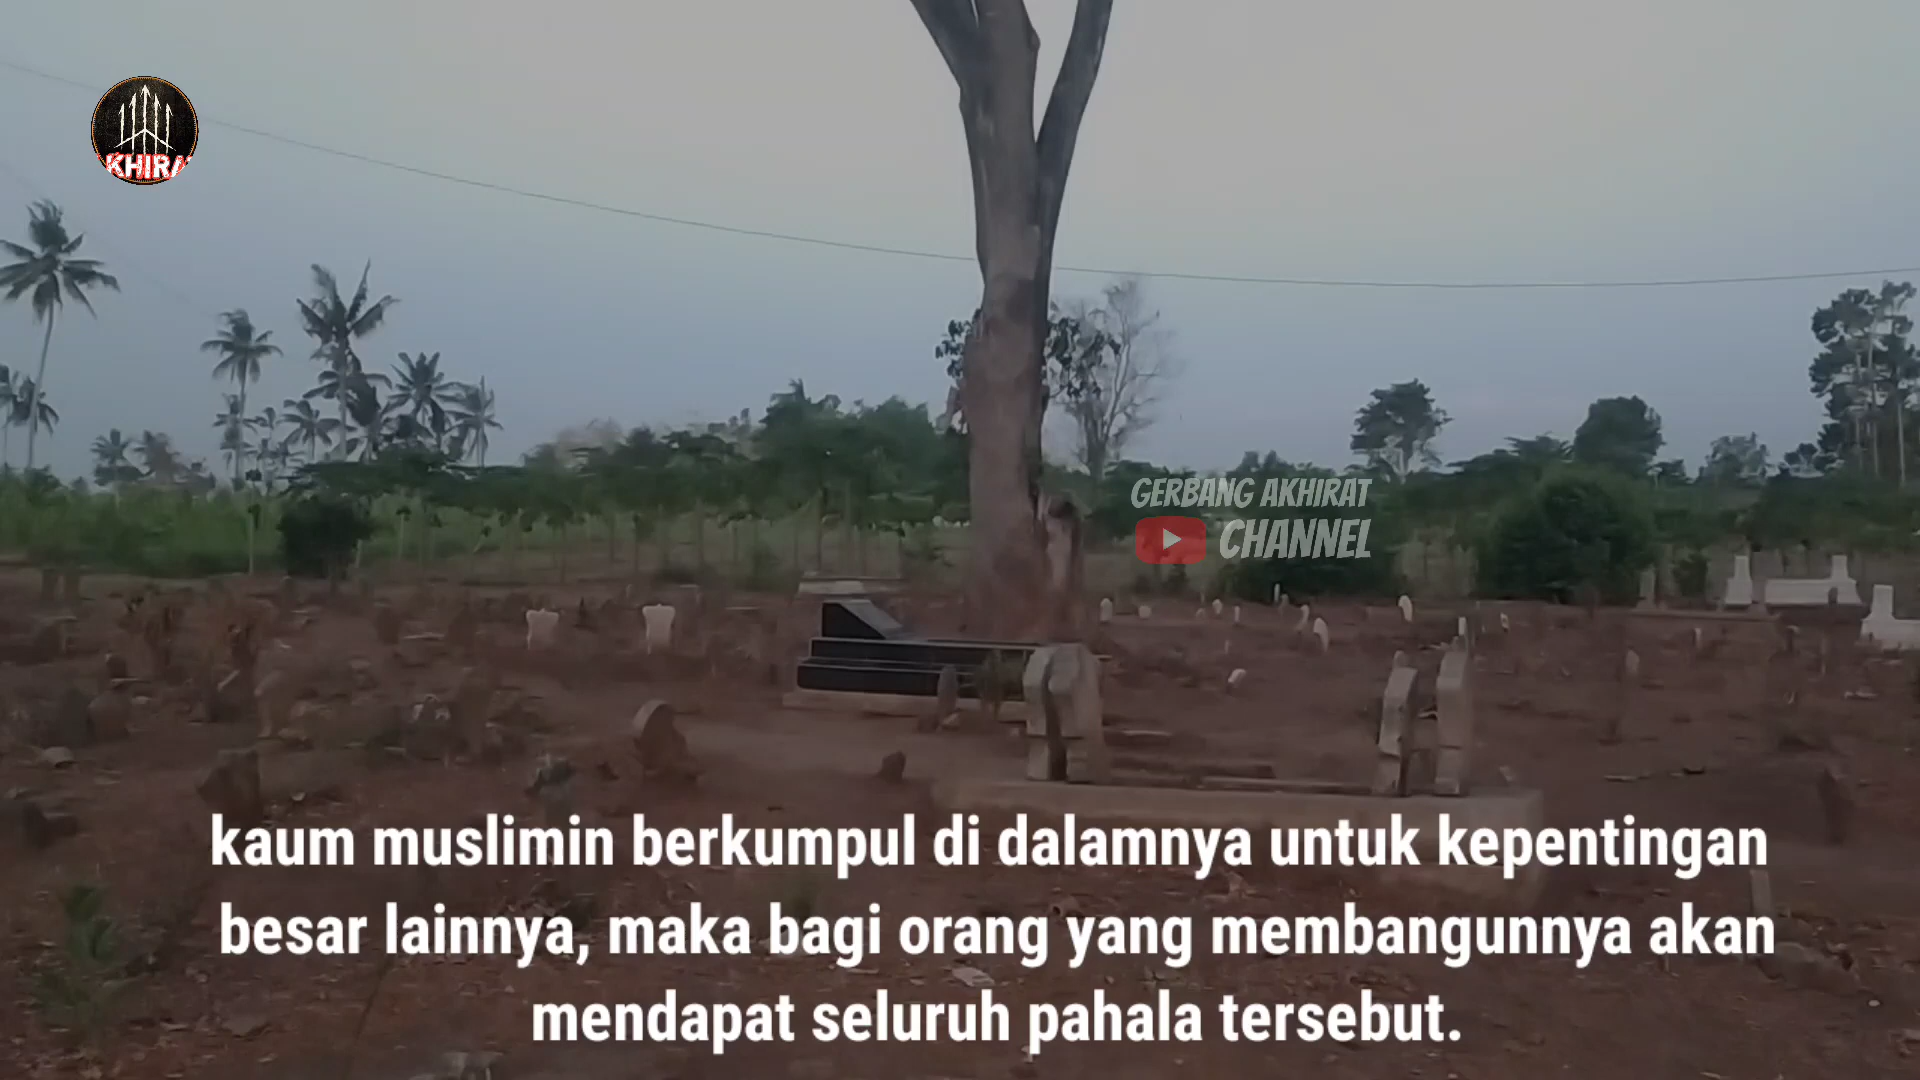 KHIRA
GERBANG AKHIRAT
CHANNEL
kaum muslimin berkumpul di dalamnya untuk kepentingan
besar lainnya, maka bagi orang yang membangunnya akan
mendapat seluruh pahala tersebut.